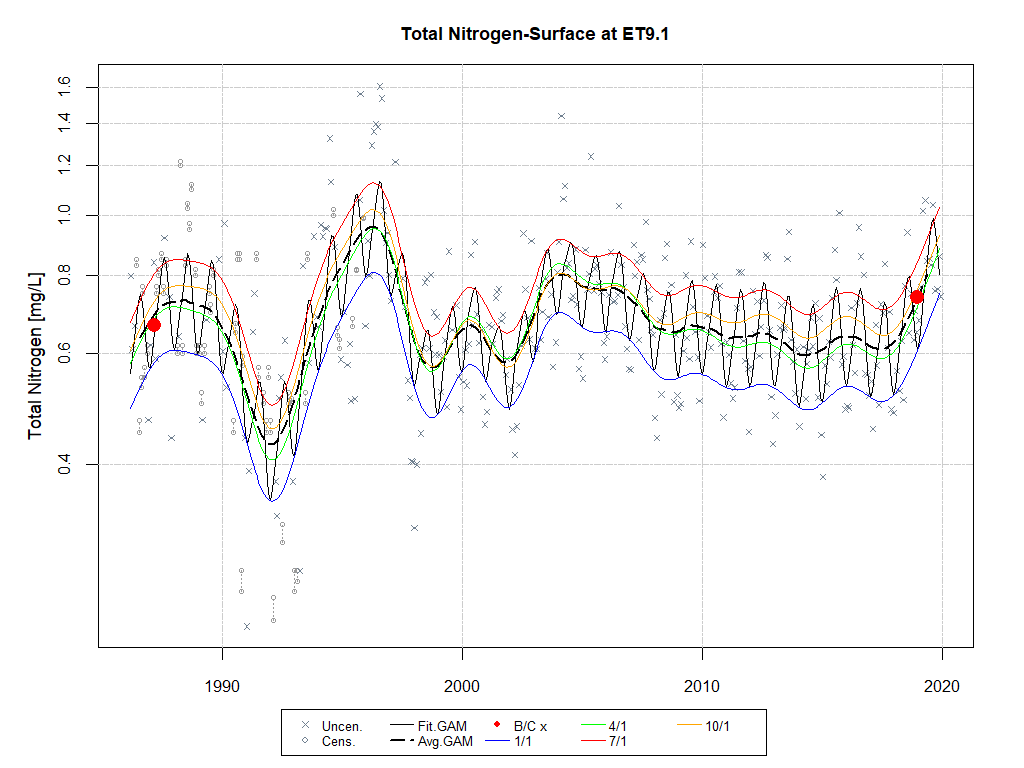 Total Nitrogen-Surface at ET9.1
Total Nitrogen [mg/L]
1.6
1.4
1.2
1.0
0.8
0.6
0.4
1990 2000 2010 2020
Uncen. Fit.GAM B/C x 4/1 10/1
Cens. Avg.GAM 1/1 7/1